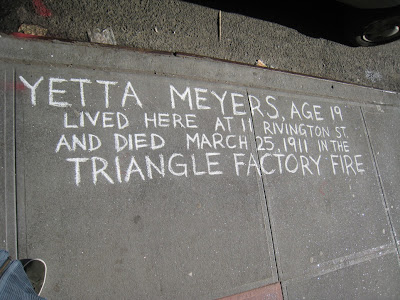 YETTA MEYERS, AGE 19
LIVED HERE AT 11 RIVINGTON ST.
AND DIED MARCH 25, 1911 IN THE
TRIANGLE FACTORY FIRE